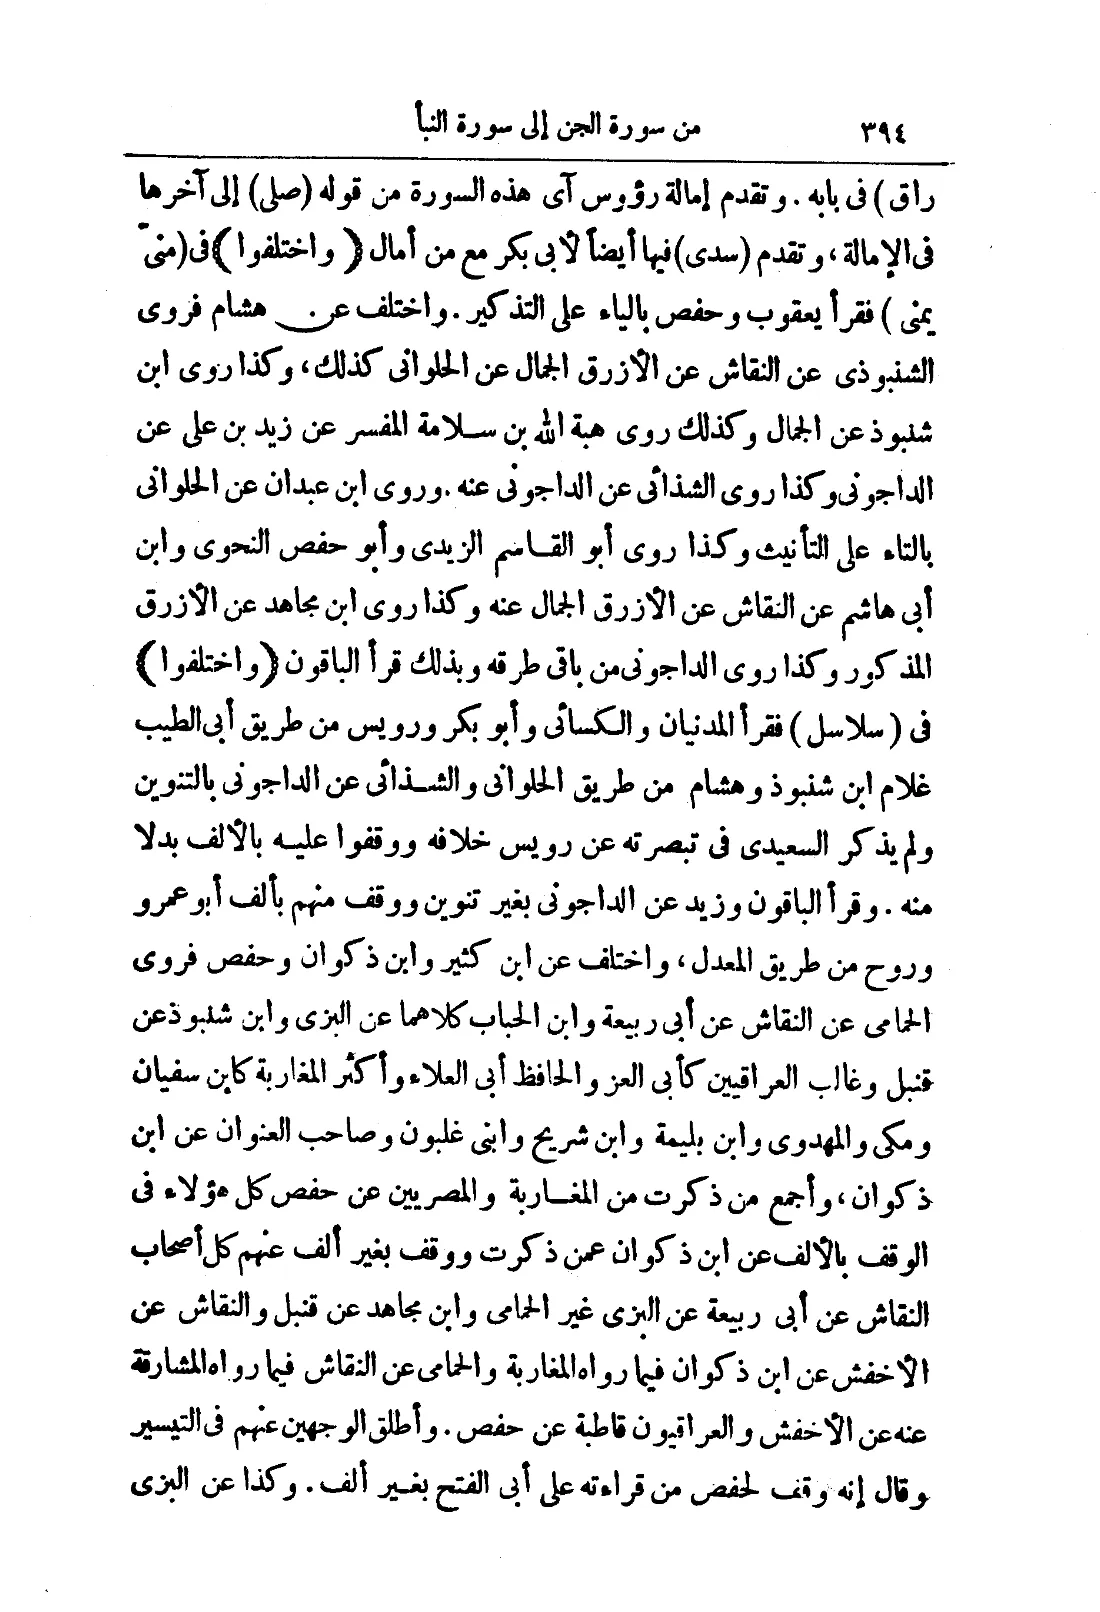 ٣٩٤ من سورة الجن إلى سورة النبأ
راق) فى بابه . وتقدم إمالة رؤوس آى هذه السورة من قوله (صلى) إلى آخرها
فى الإمالة، وتقدم (سدى) فيها أيضاً لأبى بكر مع من أمال (واختلفوا) فى (منىّ
يمنى) فقرأ يعقوب وحفص بالياء على التذكير . واختلف عن هشام فروى
الشنبوذى عن النقاش عن الأزرق الجمال عن الحلوانى كذلك، وكذا روى ابن
شنبوذ عن الجمال وكذلك روى هبة الله بن سلامة المفسر عن زيد بن على عن
الداجونى وكذا روى الشذائى عن الداجونى عنه . وروى ابن عبدان عن الحلوانى
بالتاء على التأنيث وكذا روى أبو القاسم الزيدى وأبو حفص النحوى وابن
أبى هاشم عن النقاش عن الأزرق الجمال عنه وكذا روى ابن مجاهد عن الأزرق
المذكور وكذا روى الداجونى من باقى طرقه وبذلك قرأ الباقون (واختلفوا)
فى (سلاسل) فقرأ المدنيان والكسائى وأبو بكر ورويس من طريق أبى الطيب
غلام ابن شنبوذ وهشام من طريق الحلوانى والشذائى عن الداجونى بالتنوين
ولم يذكر السعيدى فى تبصرته عن رويس خلافه ووقفوا عليه بالألف بدلا
منه . وقرأ الباقون وزيد عن الداجونى بغير تنوين ووقف منهم بألف أبو عمرو
وروح من طريق المعدل، واختلف عن ابن كثير وابن ذكوان وحفص فروى
الحمامى عن النقاش عن أبى ربيعة وابن الحباب كلاهما عن البزى وابن شنبوذ عن
قنبل وغالب العراقيين كأبى العز والحافظ أبى العلاء وأكثر المغاربة كابن سفيان
ومكى والمهدوى وابن بليمة وابن شريح وابنى غلبون وصاحب العنوان عن ابن
ذكوان، وأجمع من ذكرت من المغاربة والمصريين عن حفص كل هؤلاء فى
الوقف بالألف عن ابن ذكوان عمن ذكرت ووقف بغير ألف عنهم كل أصحاب
النقاش عن أبى ربيعة عن البزى غير الحمامى وابن مجاهد عن قنبل والنقاش عن
الأخفش عن ابن ذكوان فيما رواه المغاربة والحمامى عن النقاش فيما رواه المشارقة
عنه عن الأخفش والعراقيون قاطبة عن حفص . وأطلق الوجهين عنهم فى التيسير
وقال إنه وقف لحفص من قراءته على أبى الفتح بغير ألف . وكذا عن البزى